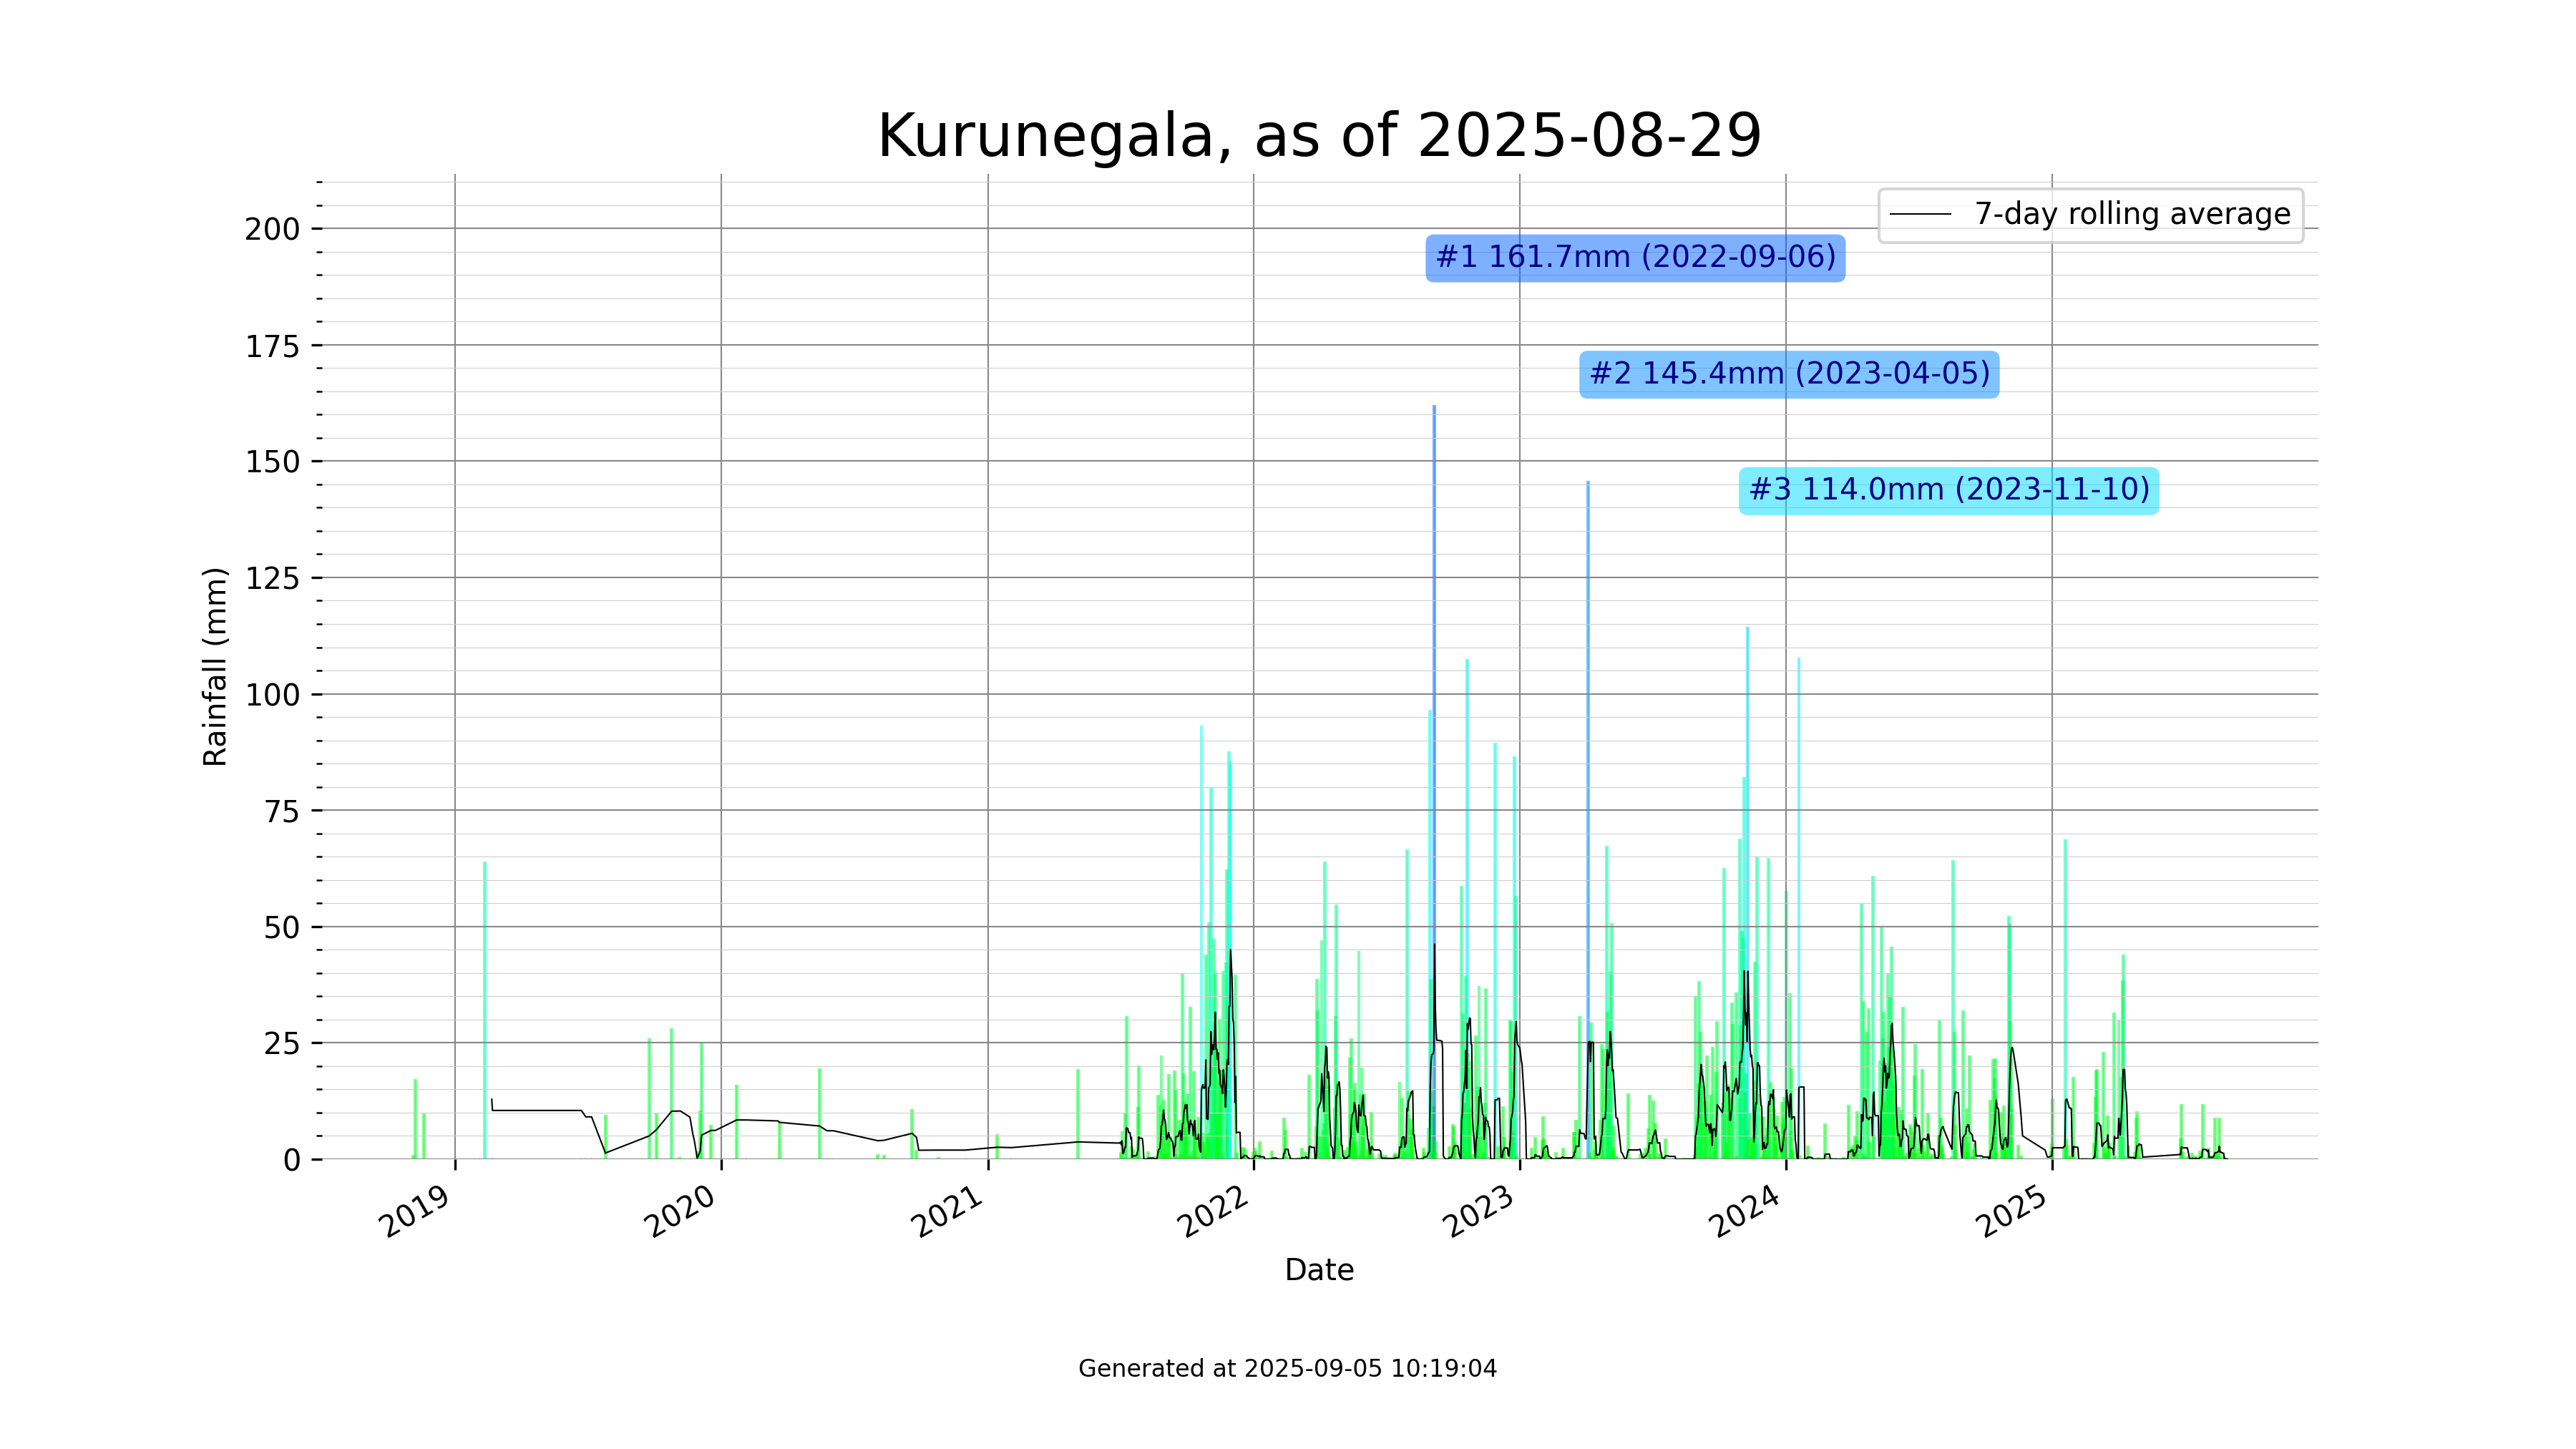 Kurunegala, as of 2025-08-29
7-day rolling average
#1 161.7mm (2022-09-06)
#2 145.4mm (2023-04-05)
#3 114.0mm (2023-11-10)
Rainfall (mm)
200
175
150
125
100
75
50
25
0
2019
2020
2021
2022
2023
2024
2025
Date
Generated at 2025-09-05 10:19:04